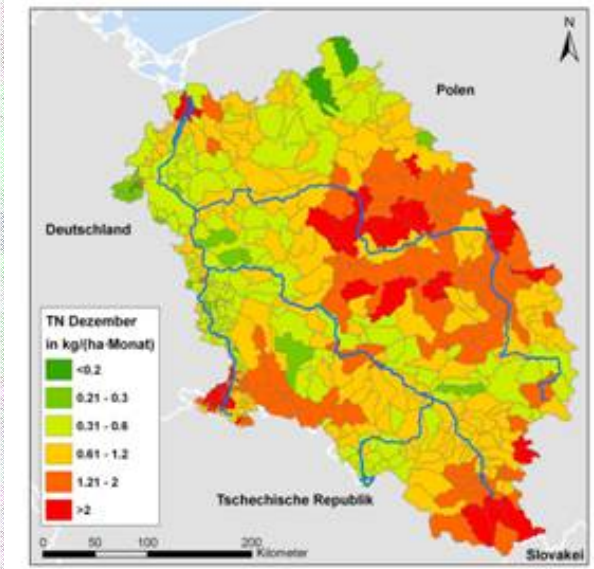 N
Polen
Deutschland
TN Dezember
in kg/(ha·Monat)
<0.2
0.21 - 0.3
0.31 - 0.6
0.61 - 1.2
1.21 - 2
>2
Tschechische Republik
0 50 100 200
Kilometer
Slovakei